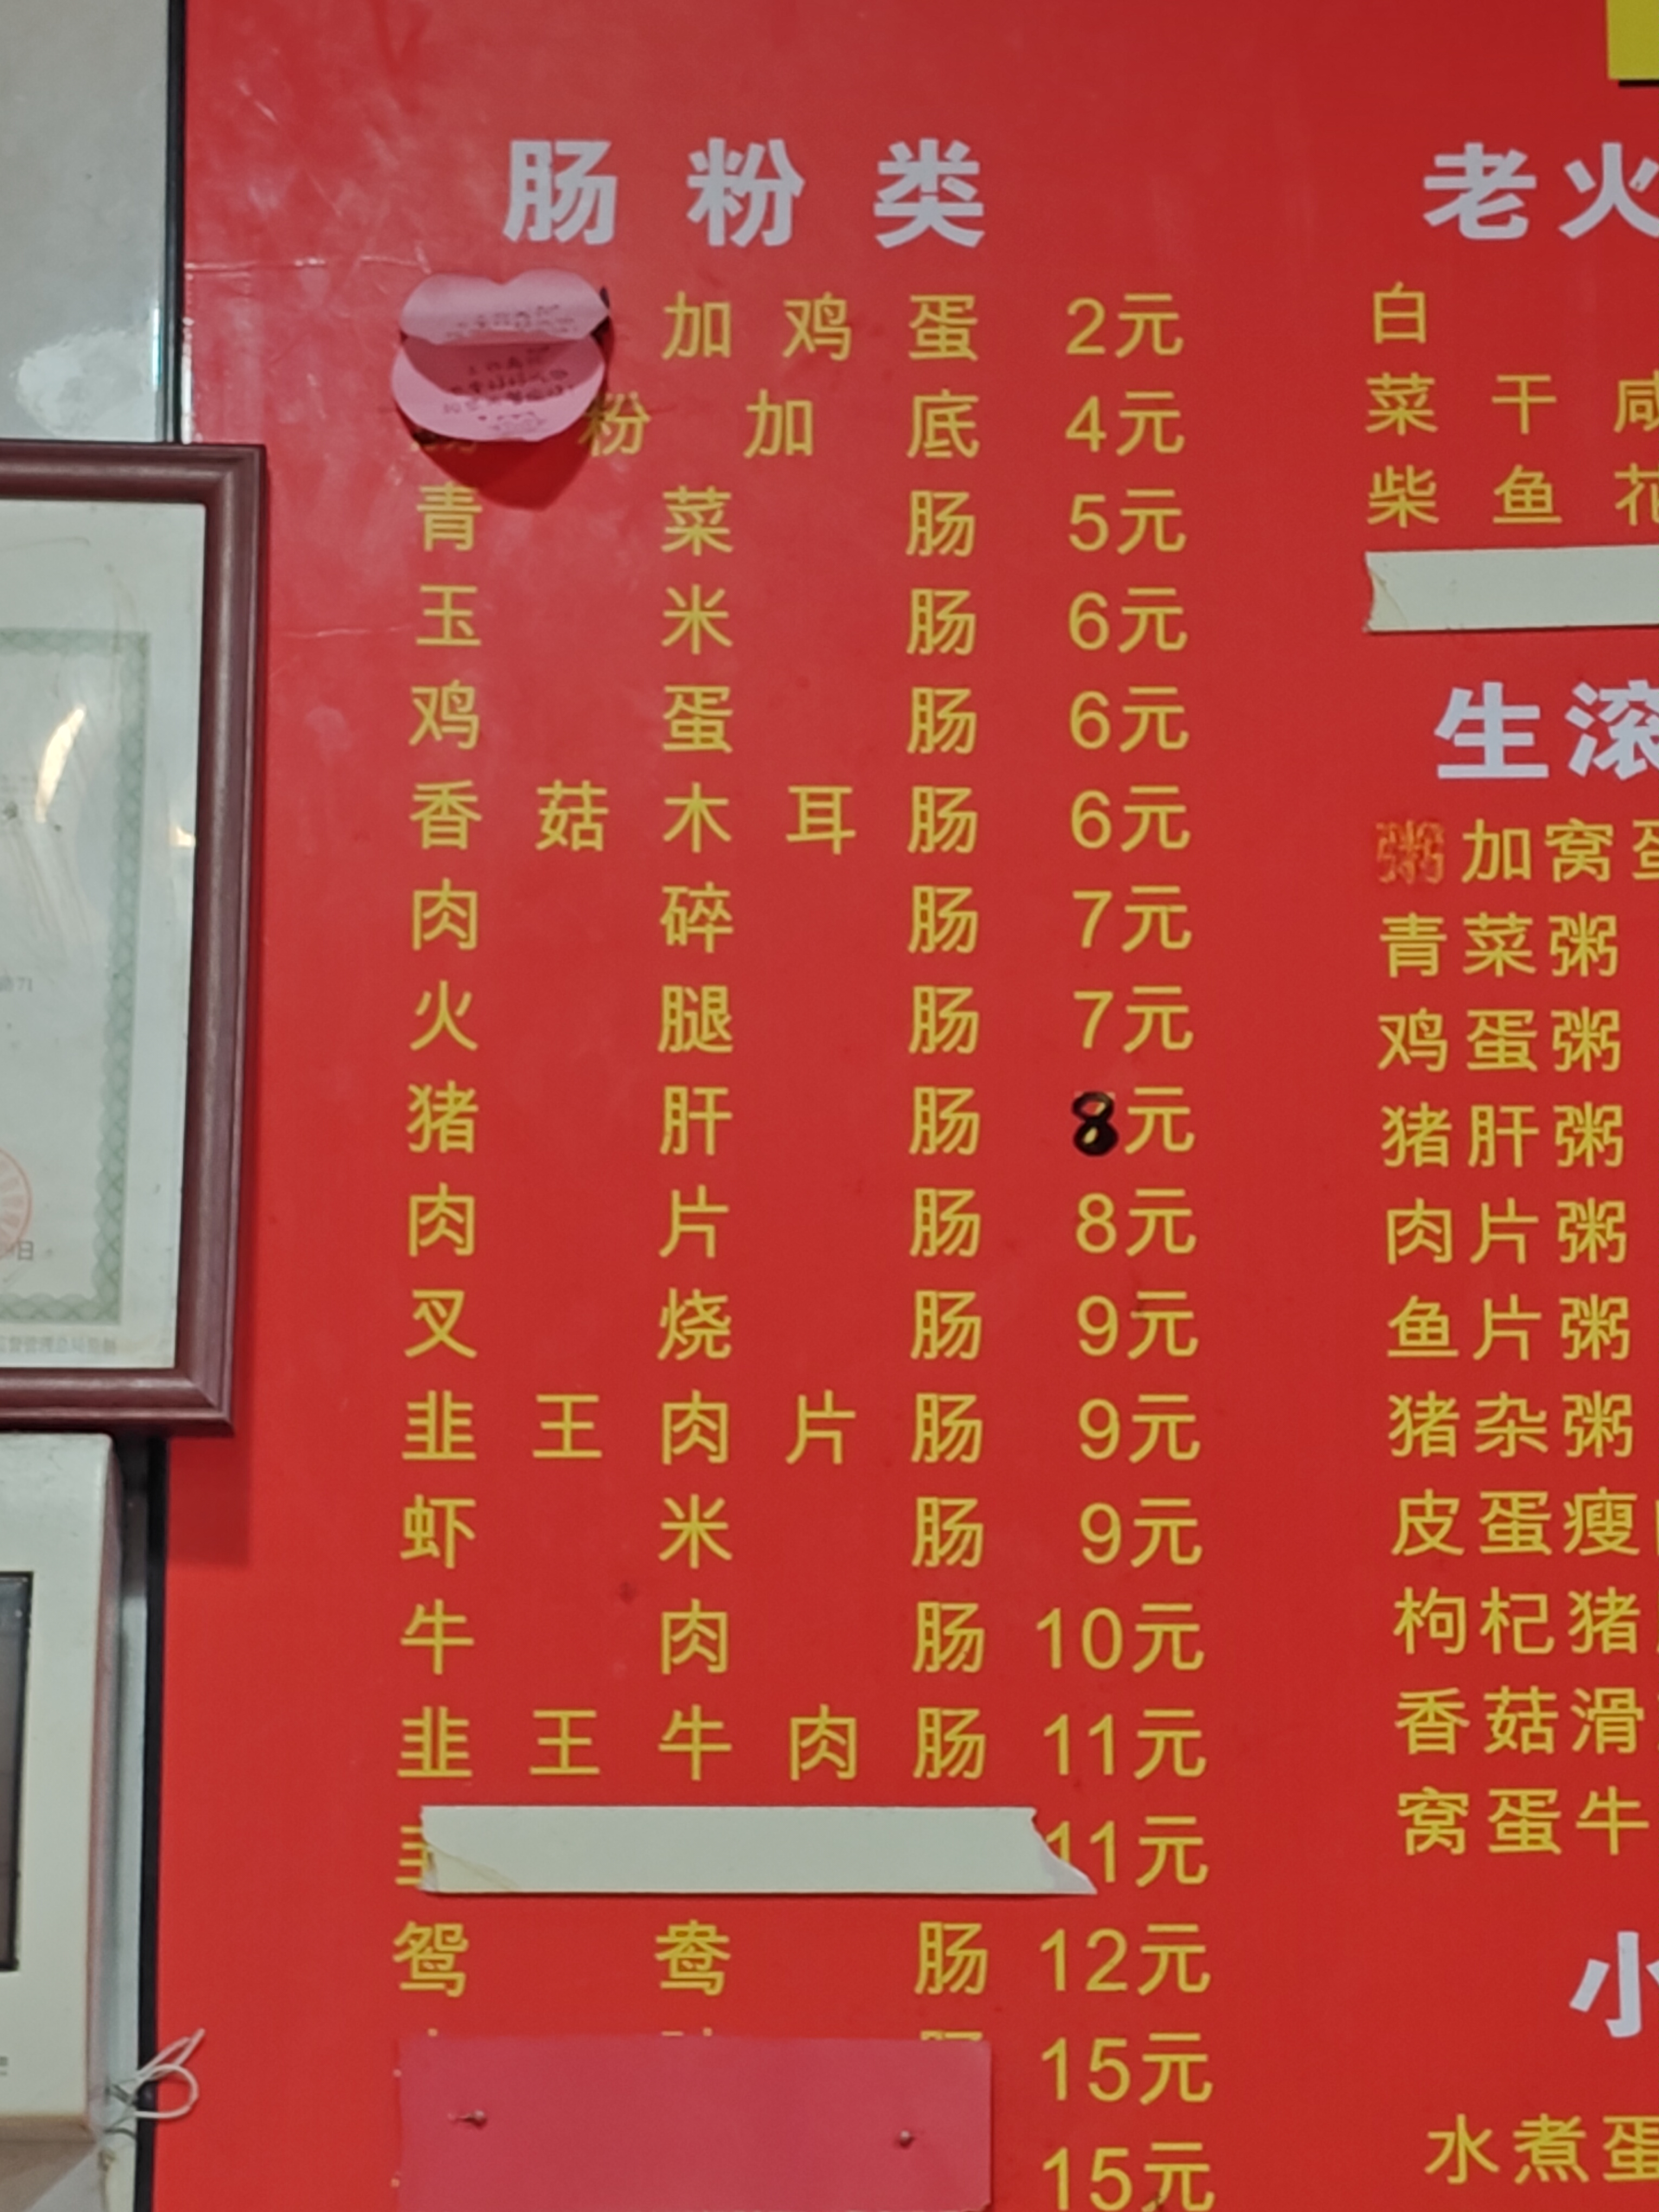 肠粉类
加鸡蛋 2元
粉加底 4元
青菜肠 5元
玉米肠 6元
鸡蛋肠 6元
香菇木耳肠 6元
肉碎肠 7元
火腿肠 7元
猪肝肠 8元
肉片肠 8元
叉烧肠 9元
韭王肉片肠 9元
虾米肠 9元
牛肉肠 10元
韭王牛肉肠 11元
11元
鸳鸯肠 12元
15元
15元
老火
白
菜干咸
柴鱼花
生滚
粥加窝蛋
青菜粥
鸡蛋粥
猪肝粥
肉片粥
鱼片粥
猪杂粥
皮蛋瘦
枸杞猪
香菇滑
窝蛋牛
小
水煮蛋